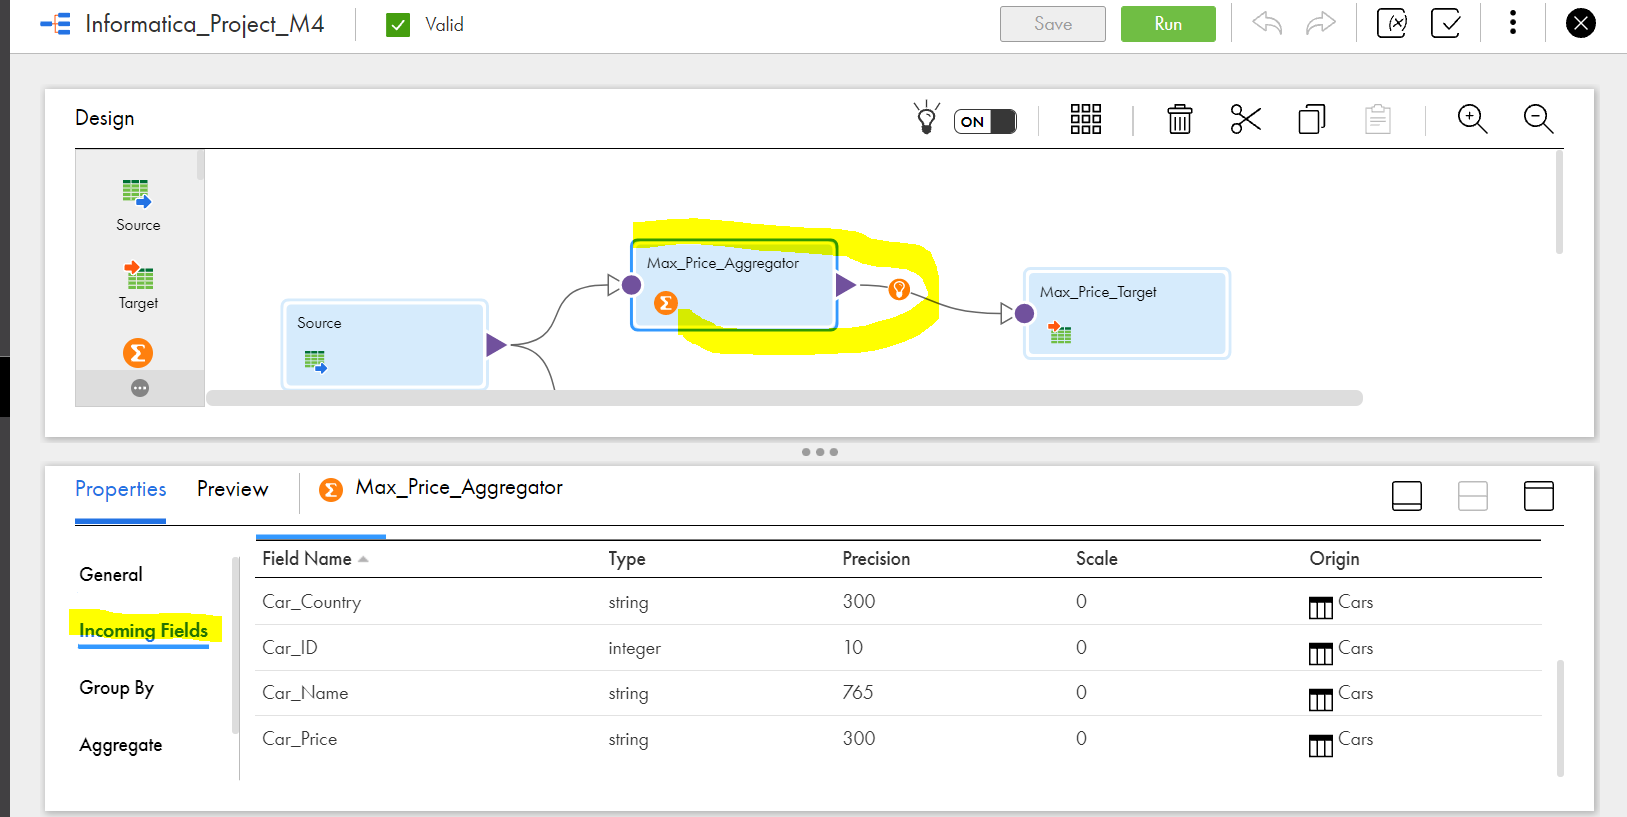 Informatica_Project_M4 Valid Save Run (x)
Design ON
Source
Target
Max_Price_Aggregator
Max_Price_Target
Source
Properties Preview Max_Price_Aggregator
General
Incoming Fields
Group By
Aggregate
Field Name Type Precision Scale Origin
Car_Country string 300 0 Cars
Car_ID integer 10 0 Cars
Car_Name string 765 0 Cars
Car_Price string 300 0 Cars